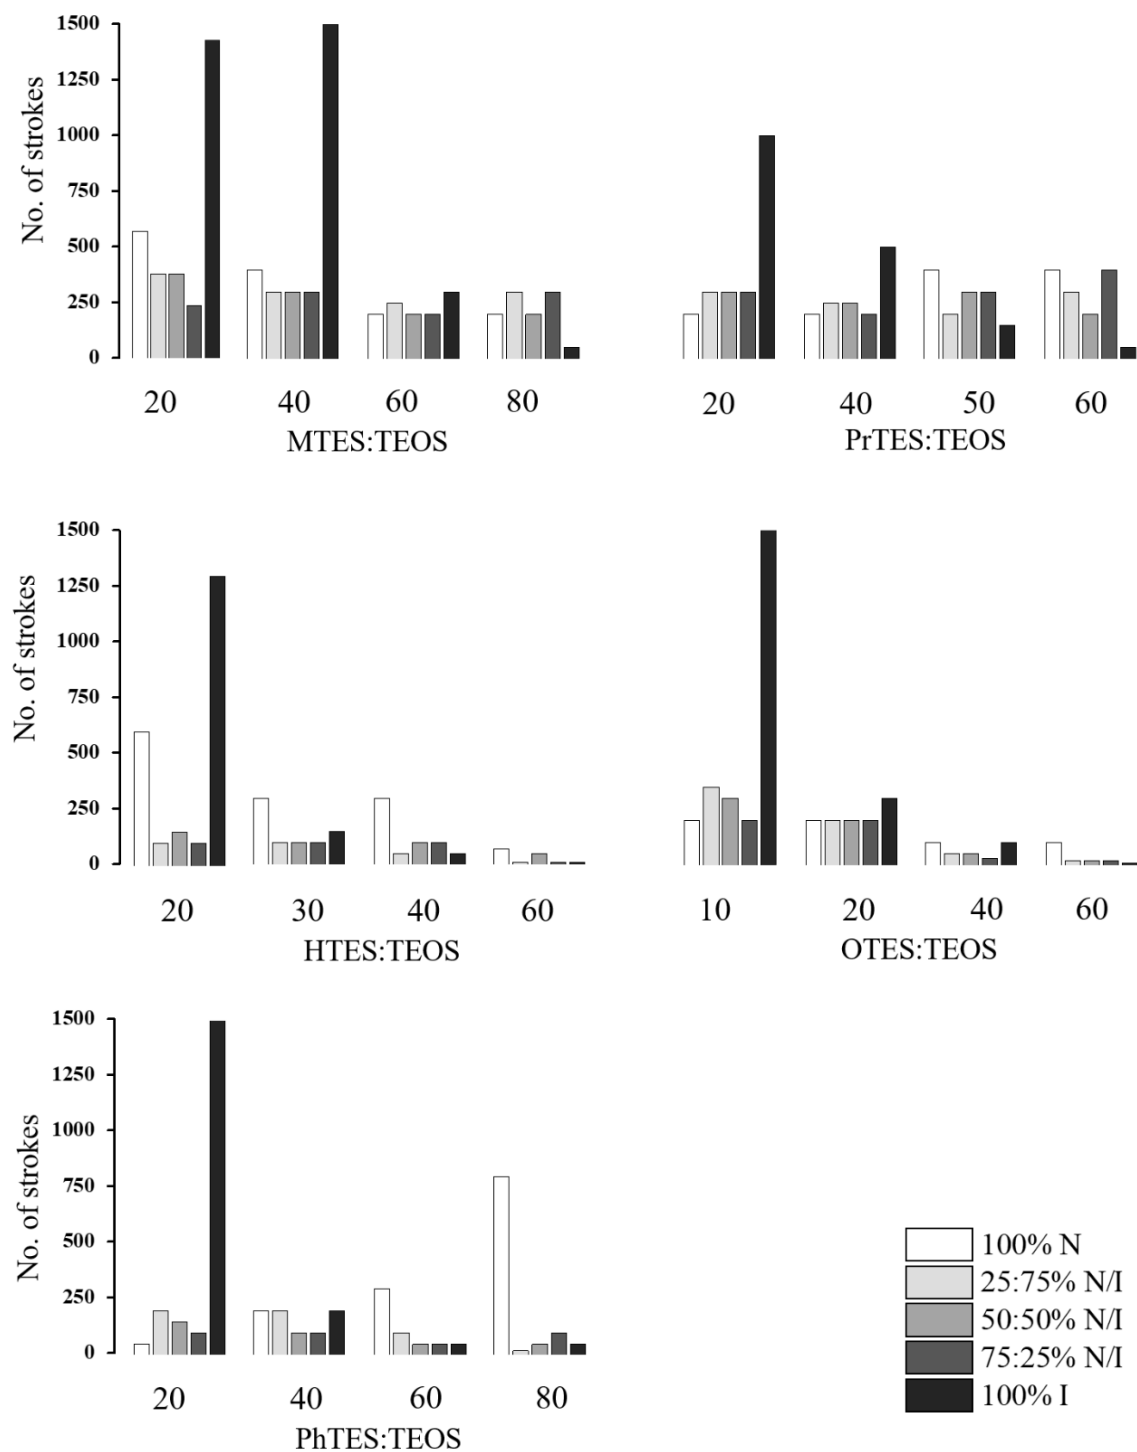 1500
1250
1000
750
500
250
0
No. of strokes
20 40 60 80
MTES:TEOS
20 40 50 60
PrTES:TEOS
1500
1250
1000
750
500
250
0
No. of strokes
20 30 40 60
HTES:TEOS
10 20 40 60
OTES:TEOS
1500
1250
1000
750
500
250
0
No. of strokes
20 40 60 80
PhTES:TEOS
100% N
25:75% N/I
50:50% N/I
75:25% N/I
100% I